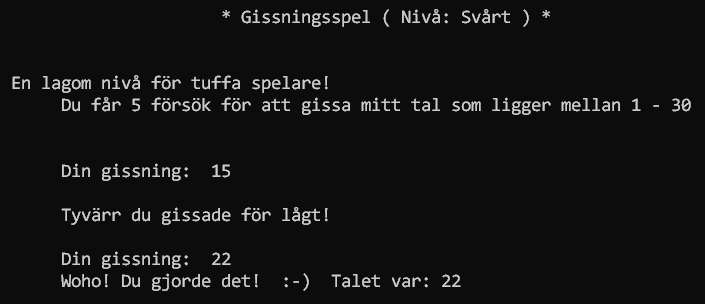 * Gissningsspel ( Nivå: Svårt ) *
En lagom nivå för tuffa spelare!
Du får 5 försök för att gissa mitt tal som ligger mellan 1 - 30
Din gissning:  15
Tyvärr du gissade för lågt!
Din gissning:  22
Woho! Du gjorde det!  :-)  Talet var: 22